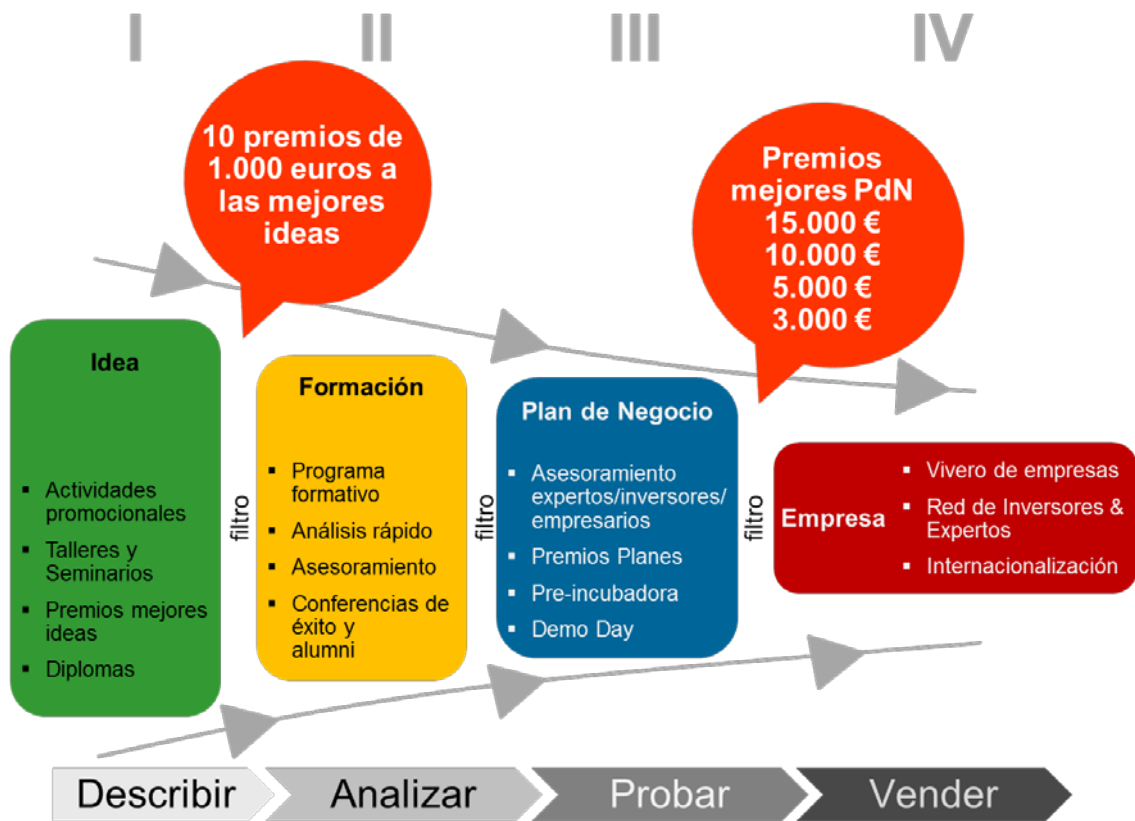 I
II
III
IV
10 premios de
1.000 euros a
las mejores
ideas
Premios
mejores PdN
15.000 €
10.000 €
5.000 €
3.000 €
Idea
▪ Actividades
promocionales
▪ Talleres y
Seminarios
▪ Premios mejores
ideas
▪ Diplomas
filtro
Formación
▪ Programa
formativo
▪ Análisis rápido
▪ Asesoramiento
▪ Conferencias de
éxito y
alumni
filtro
Plan de Negocio
▪ Asesoramiento
expertos/inversores/
empresarios
▪ Premios Planes
▪ Pre-incubadora
▪ Demo Day
filtro
Empresa
▪ Vivero de empresas
▪ Red de Inversores &
Expertos
▪ Internacionalización
Describir
Analizar
Probar
Vender